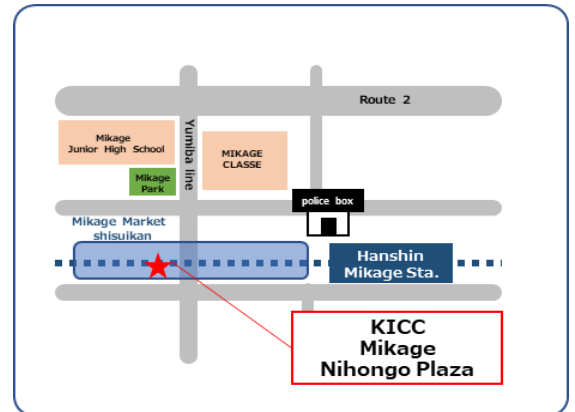 Route 2
Mikage
Junior High School
Yumiba line
MIKAGE
CLASSE
Mikage
Park
police box
Mikage Market
shisuikan
Hanshin
Mikage Sta.
KICC
Mikage
Nihongo Plaza